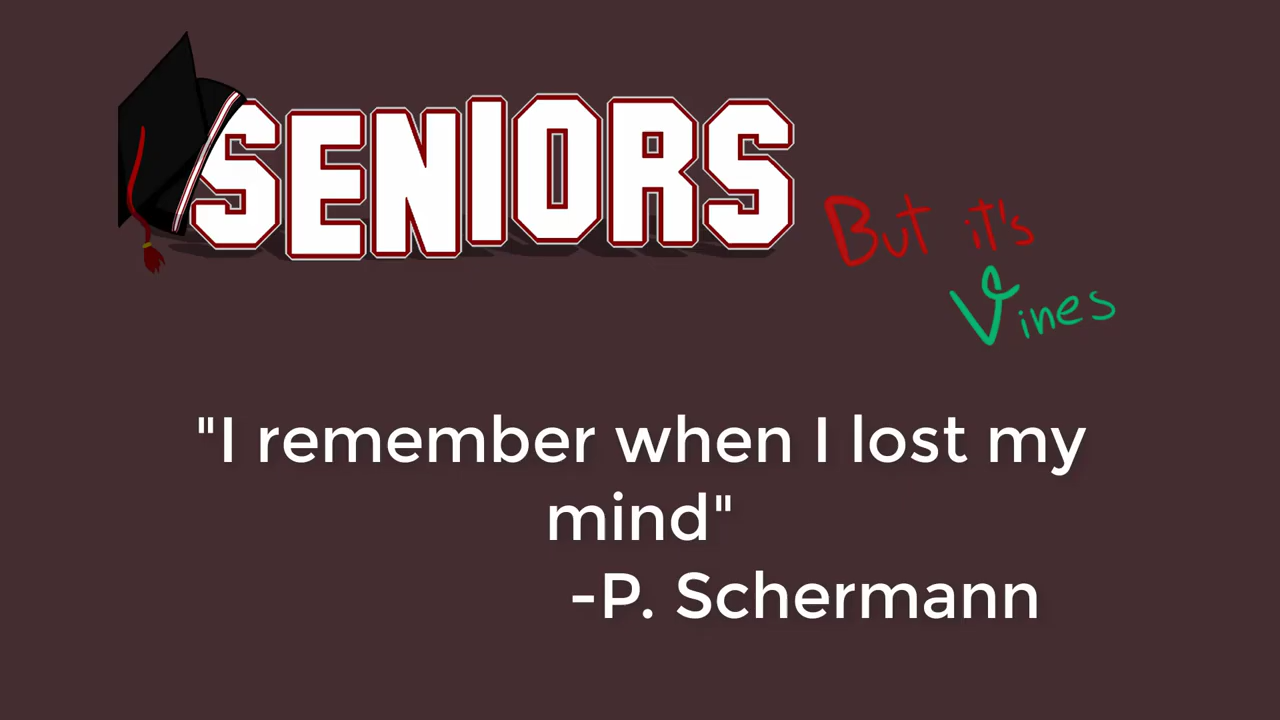 SENIORS
But it's
Vines
"I remember when I lost my
mind"
-P. Schermann